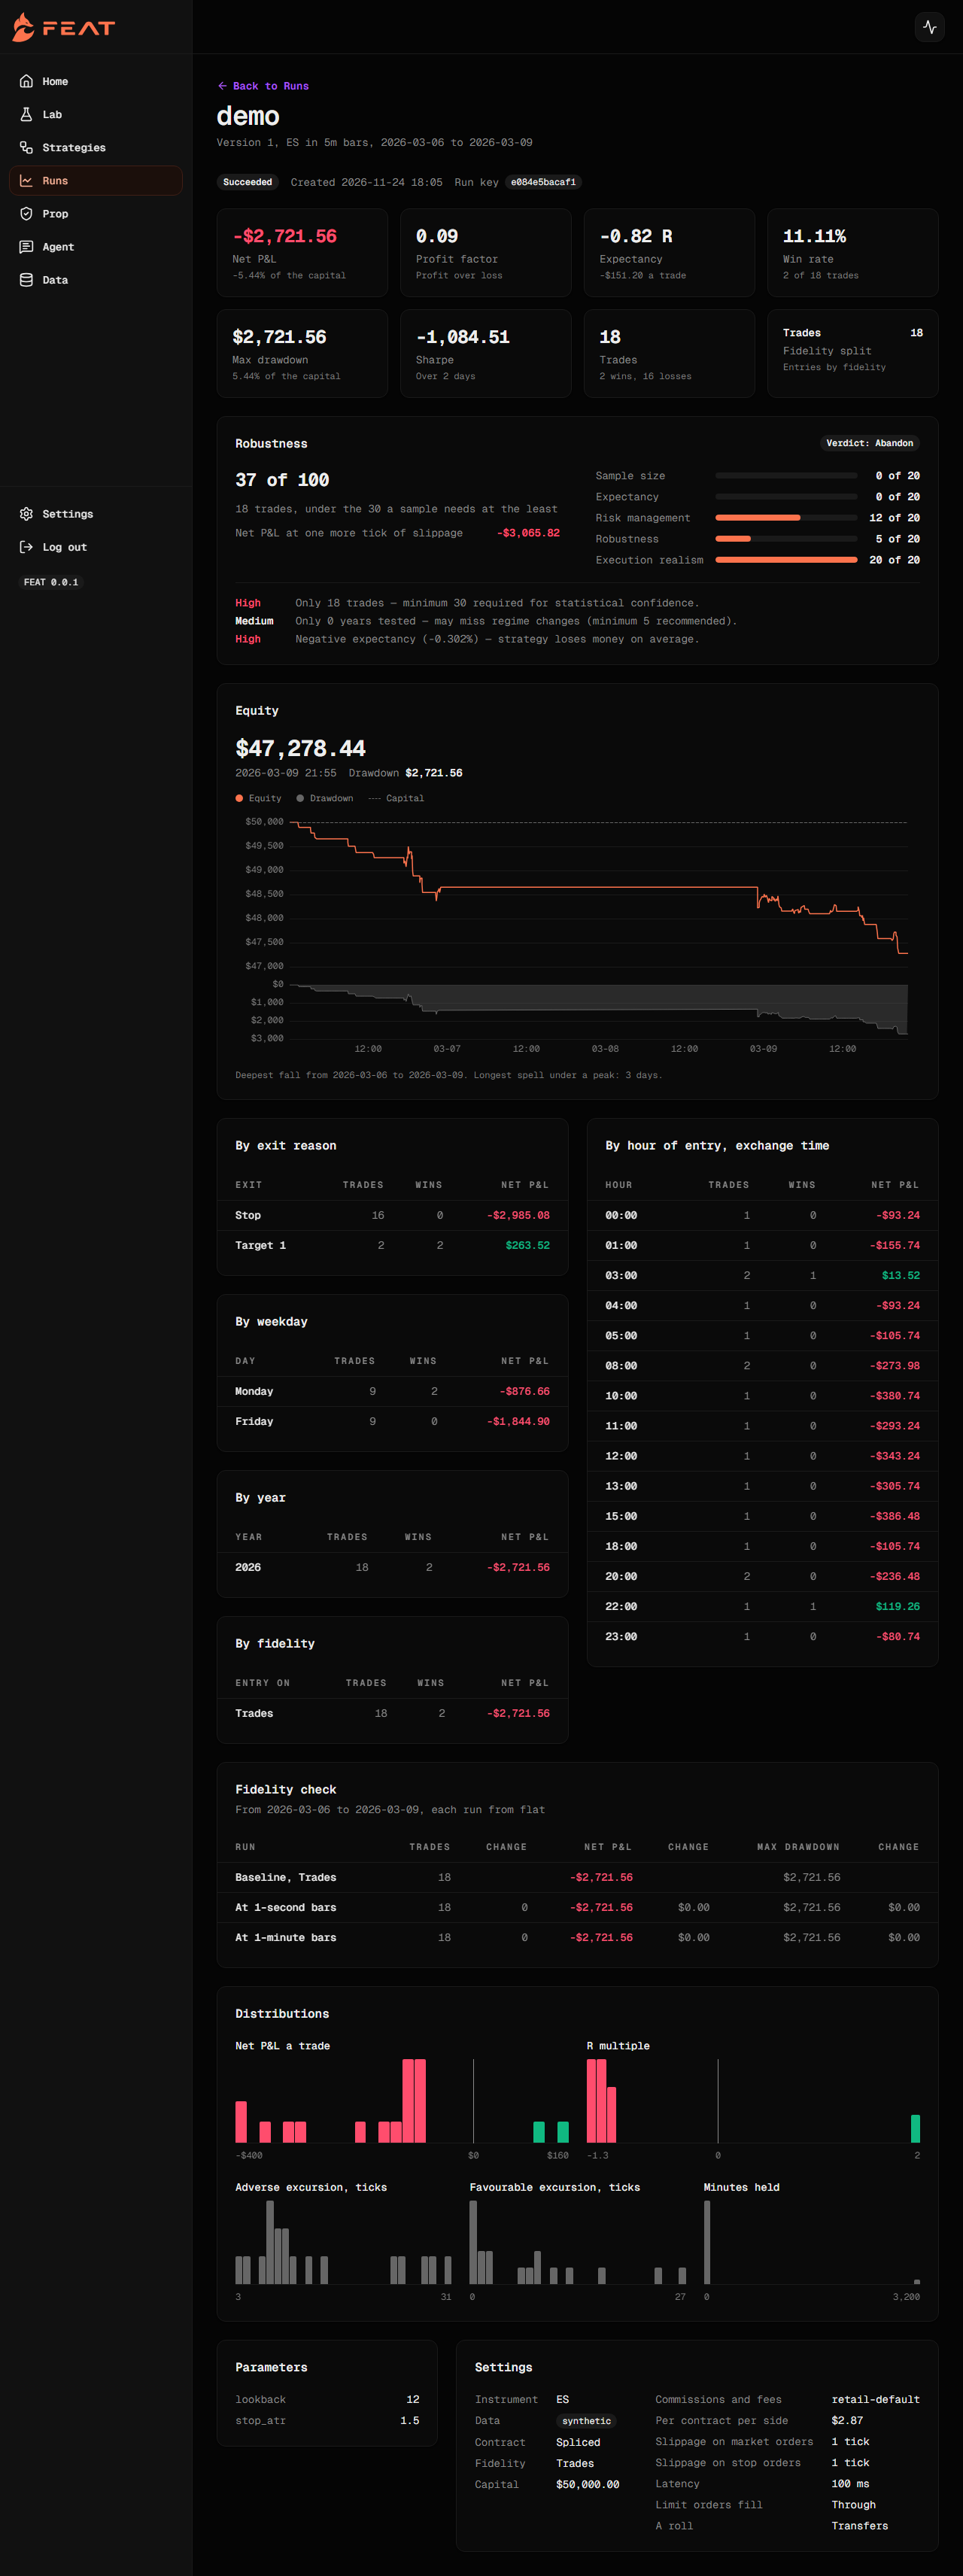 FEAT
Home
Lab
Strategies
Runs
Prop
Agent
Data
Settings
Log out
FEAT 0.0.1
← Back to Runs
demo
Version 1, ES in 5m bars, 2026-03-06 to 2026-03-09
Succeeded Created 2026-11-24 18:05 Run key e084e5bacaf1
-$2,721.56
Net P&L
-5.44% of the capital
0.09
Profit factor
Profit over loss
-0.82 R
Expectancy
-$151.20 a trade
11.11%
Win rate
2 of 18 trades
$2,721.56
Max drawdown
5.44% of the capital
-1,084.51
Sharpe
Over 2 days
18
Trades
2 wins, 16 losses
Trades 18
Fidelity split
Entries by fidelity
Robustness
Verdict: Abandon
37 of 100
18 trades, under the 30 a sample needs at the least
Net P&L at one more tick of slippage -$3,065.82
Sample size 0 of 20
Expectancy 0 of 20
Risk management 12 of 20
Robustness 5 of 20
Execution realism 20 of 20
High Only 18 trades — minimum 30 required for statistical confidence.
Medium Only 0 years tested — may miss regime changes (minimum 5 recommended).
High Negative expectancy (-0.302%) — strategy loses money on average.
Equity
$47,278.44
2026-03-09 21:55 Drawdown $2,721.56
Equity Drawdown Capital
$50,000
$49,500
$49,000
$48,500
$48,000
$47,500
$47,000
$0
$1,000
$2,000
$3,000
12:00 03-07 12:00 03-08 12:00 03-09 12:00
Deepest fall from 2026-03-06 to 2026-03-09. Longest spell under a peak: 3 days.
By exit reason
EXIT TRADES WINS NET P&L
Stop 16 0 -$2,985.08
Target 1 2 2 $263.52
By weekday
DAY TRADES WINS NET P&L
Monday 9 2 -$876.66
Friday 9 0 -$1,844.90
By year
YEAR TRADES WINS NET P&L
2026 18 2 -$2,721.56
By fidelity
ENTRY ON TRADES WINS NET P&L
Trades 18 2 -$2,721.56
By hour of entry, exchange time
HOUR TRADES WINS NET P&L
00:00 1 0 -$93.24
01:00 1 0 -$155.74
03:00 2 1 $13.52
04:00 1 0 -$93.24
05:00 1 0 -$105.74
08:00 2 0 -$273.98
10:00 1 0 -$380.74
11:00 1 0 -$293.24
12:00 1 0 -$343.24
13:00 1 0 -$305.74
15:00 1 0 -$386.48
18:00 1 0 -$105.74
20:00 2 0 -$236.48
22:00 1 1 $119.26
23:00 1 0 -$80.74
Fidelity check
From 2026-03-06 to 2026-03-09, each run from flat
RUN TRADES CHANGE NET P&L CHANGE MAX DRAWDOWN CHANGE
Baseline, Trades 18 -$2,721.56 $2,721.56
At 1-second bars 18 0 -$2,721.56 $0.00 $2,721.56 $0.00
At 1-minute bars 18 0 -$2,721.56 $0.00 $2,721.56 $0.00
Distributions
Net P&L a trade
-$400 $0 $160
R multiple
-1.3 0 2
Adverse excursion, ticks
3 31
Favourable excursion, ticks
0 27
Minutes held
0 3,200
Parameters
lookback 12
stop_atr 1.5
Settings
Instrument ES
Data synthetic
Contract Spliced
Fidelity Trades
Capital $50,000.00
Commissions and fees retail-default
Per contract per side $2.87
Slippage on market orders 1 tick
Slippage on stop orders 1 tick
Latency 100 ms
Limit orders fill Through
A roll Transfers